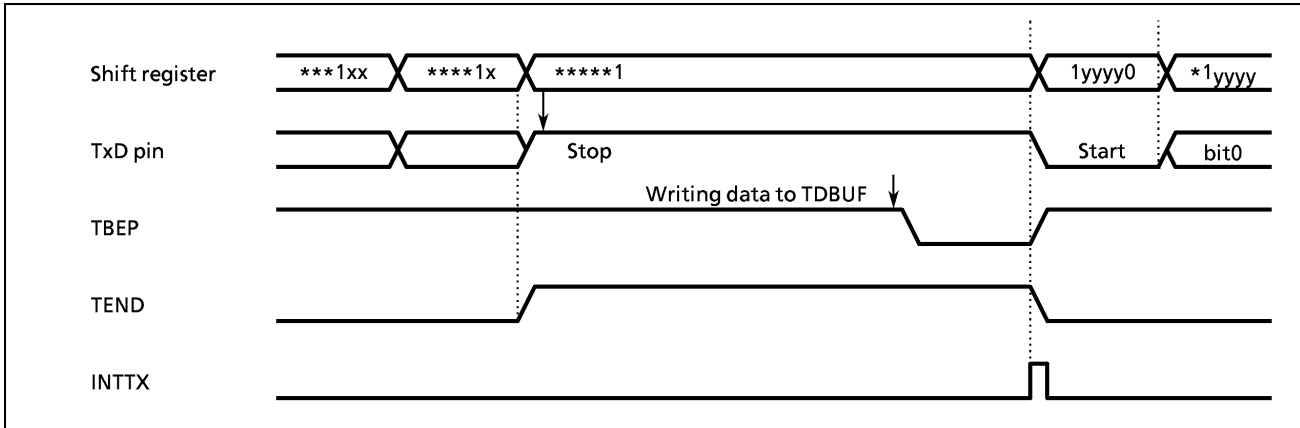 Shift register ***1xx ****1x *****1 1yyyy0 *1yyyy
TxD pin Stop Start bit0
Writing data to TDBUF
TBEP
TEND
INTTX